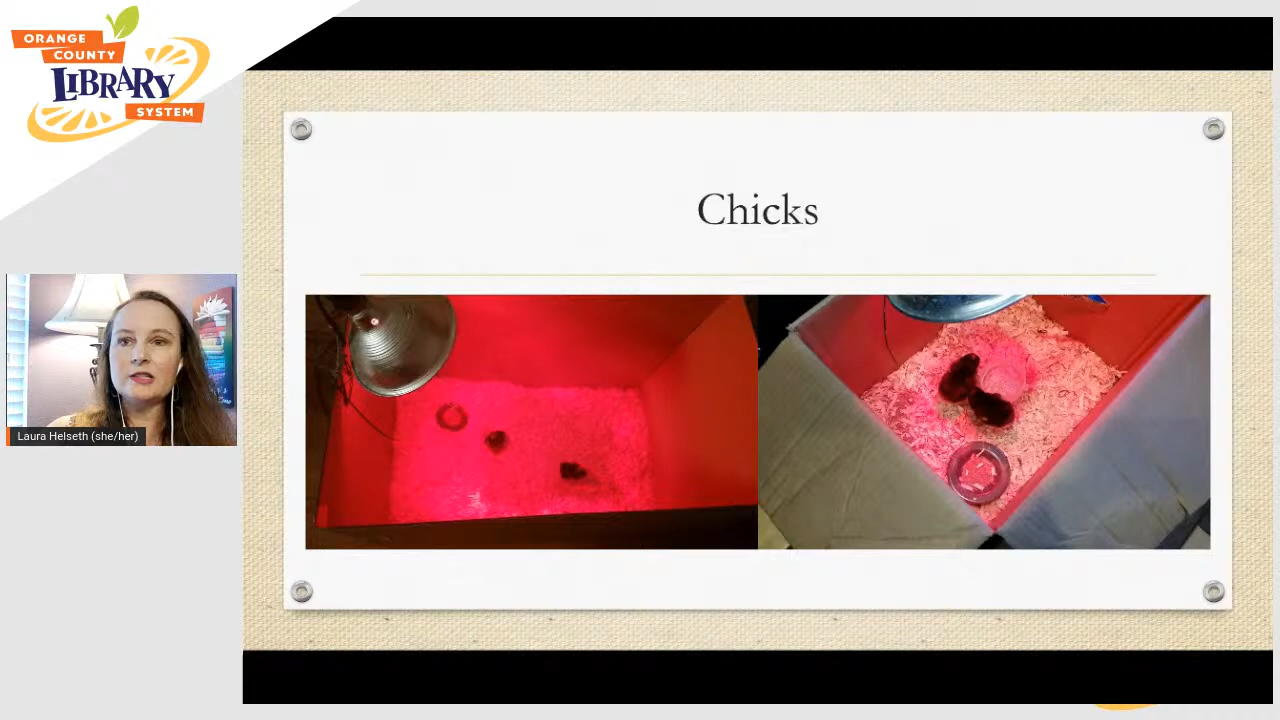 ORANGE
COUNTY
LIBRARY
SYSTEM
Chicks
Laura Helseth (she/her)